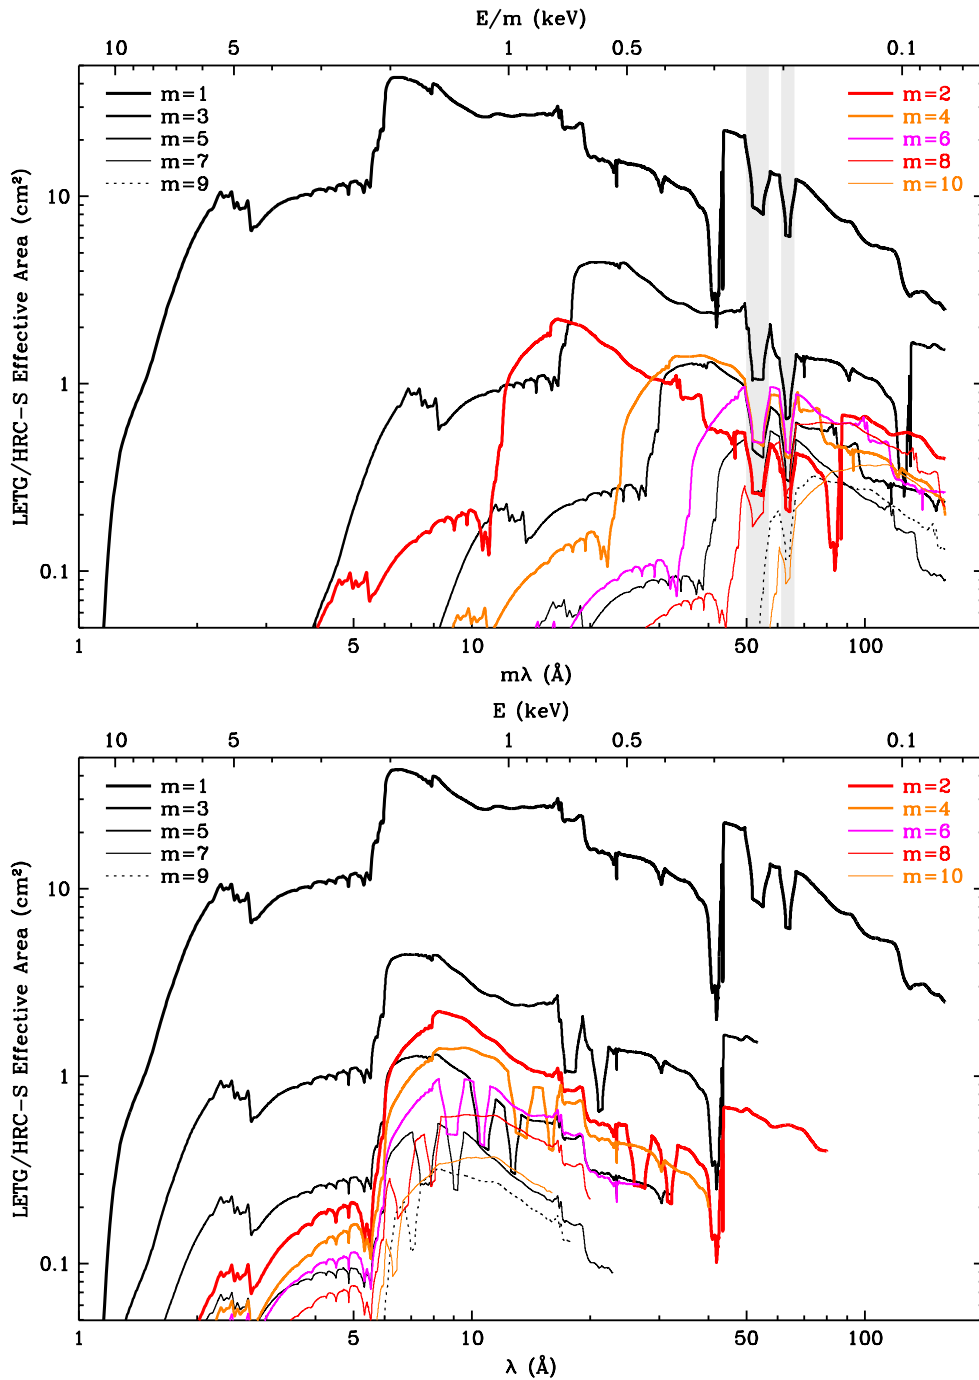 E/m (keV)
10 5 1 0.5 0.1
m=1 m=2
m=3 m=4
m=5 m=6
m=7 m=8
m=9 m=10
LETG/HRC-S Effective Area (cm²)
10
1
0.1
1 5 10 50 100
mλ (Å)
E (keV)
10 5 1 0.5 0.1
m=1 m=2
m=3 m=4
m=5 m=6
m=7 m=8
m=9 m=10
LETG/HRC-S Effective Area (cm²)
10
1
0.1
1 5 10 50 100
λ (Å)